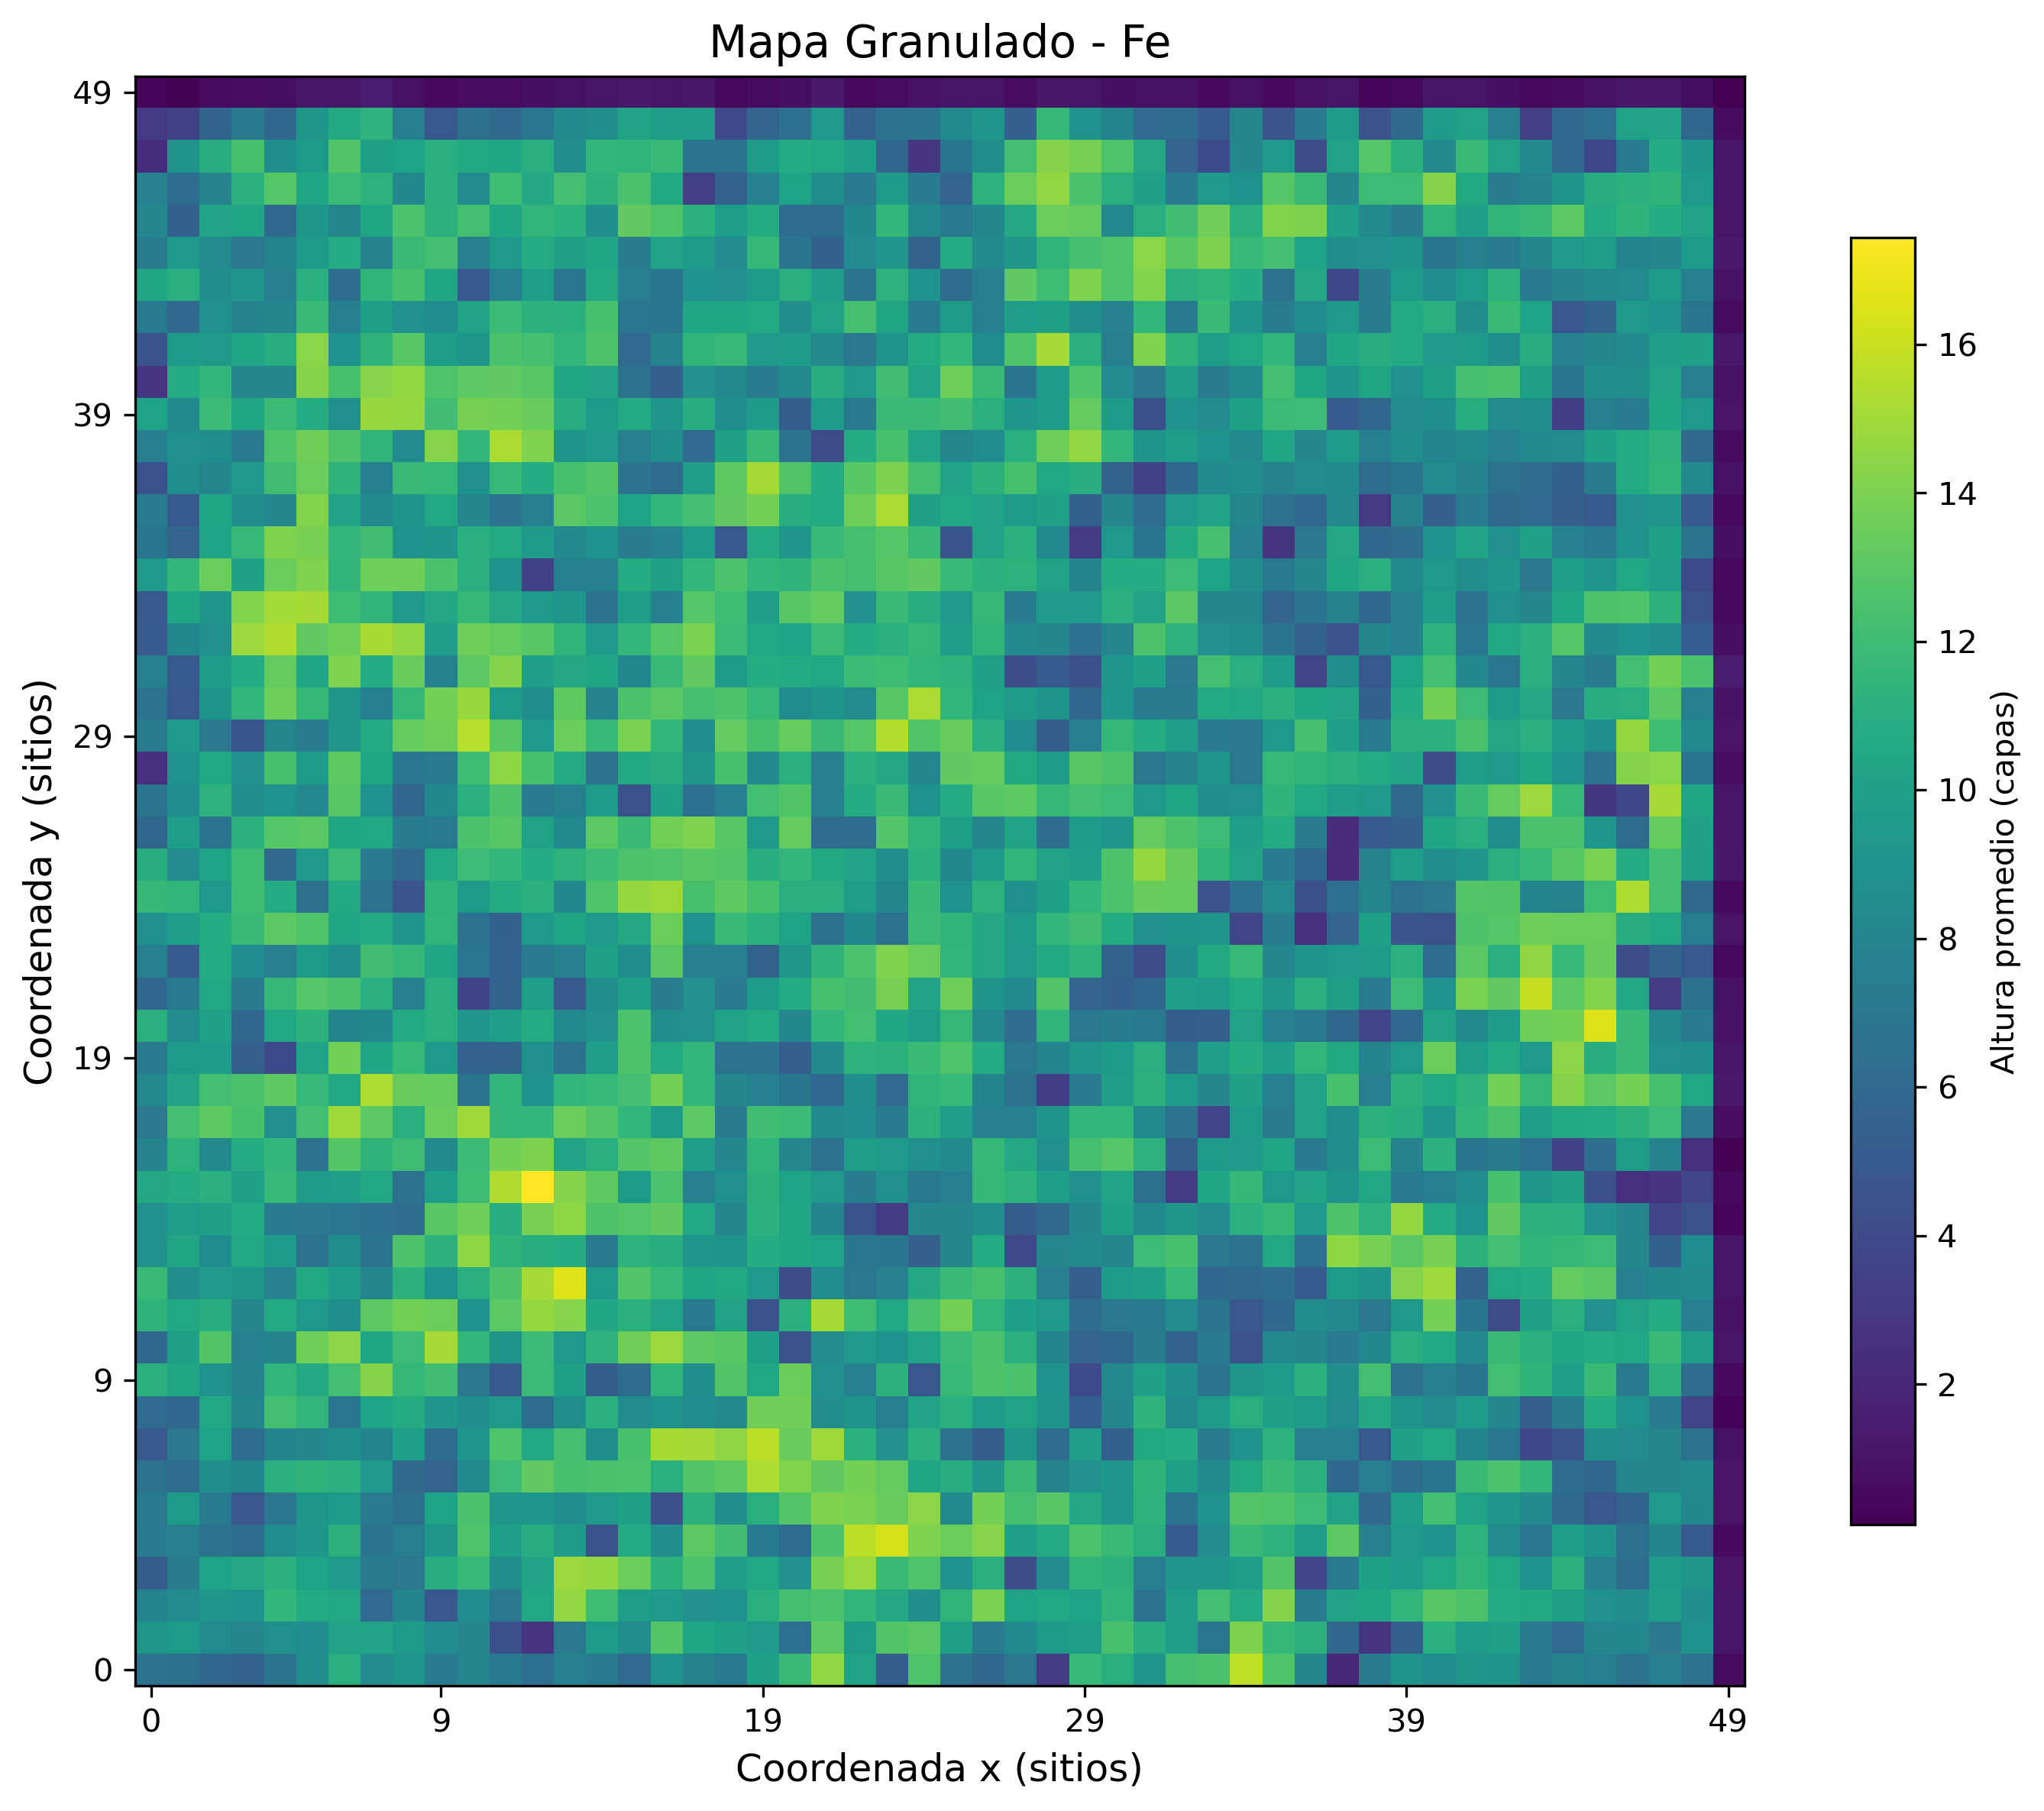 Mapa Granulado - Fe
49
39
29
19
9
0
Coordenada y (sitios)
0 9 19 29 39 49
Coordenada x (sitios)
16
14
12
10
8
6
4
2
Altura promedio (capas)